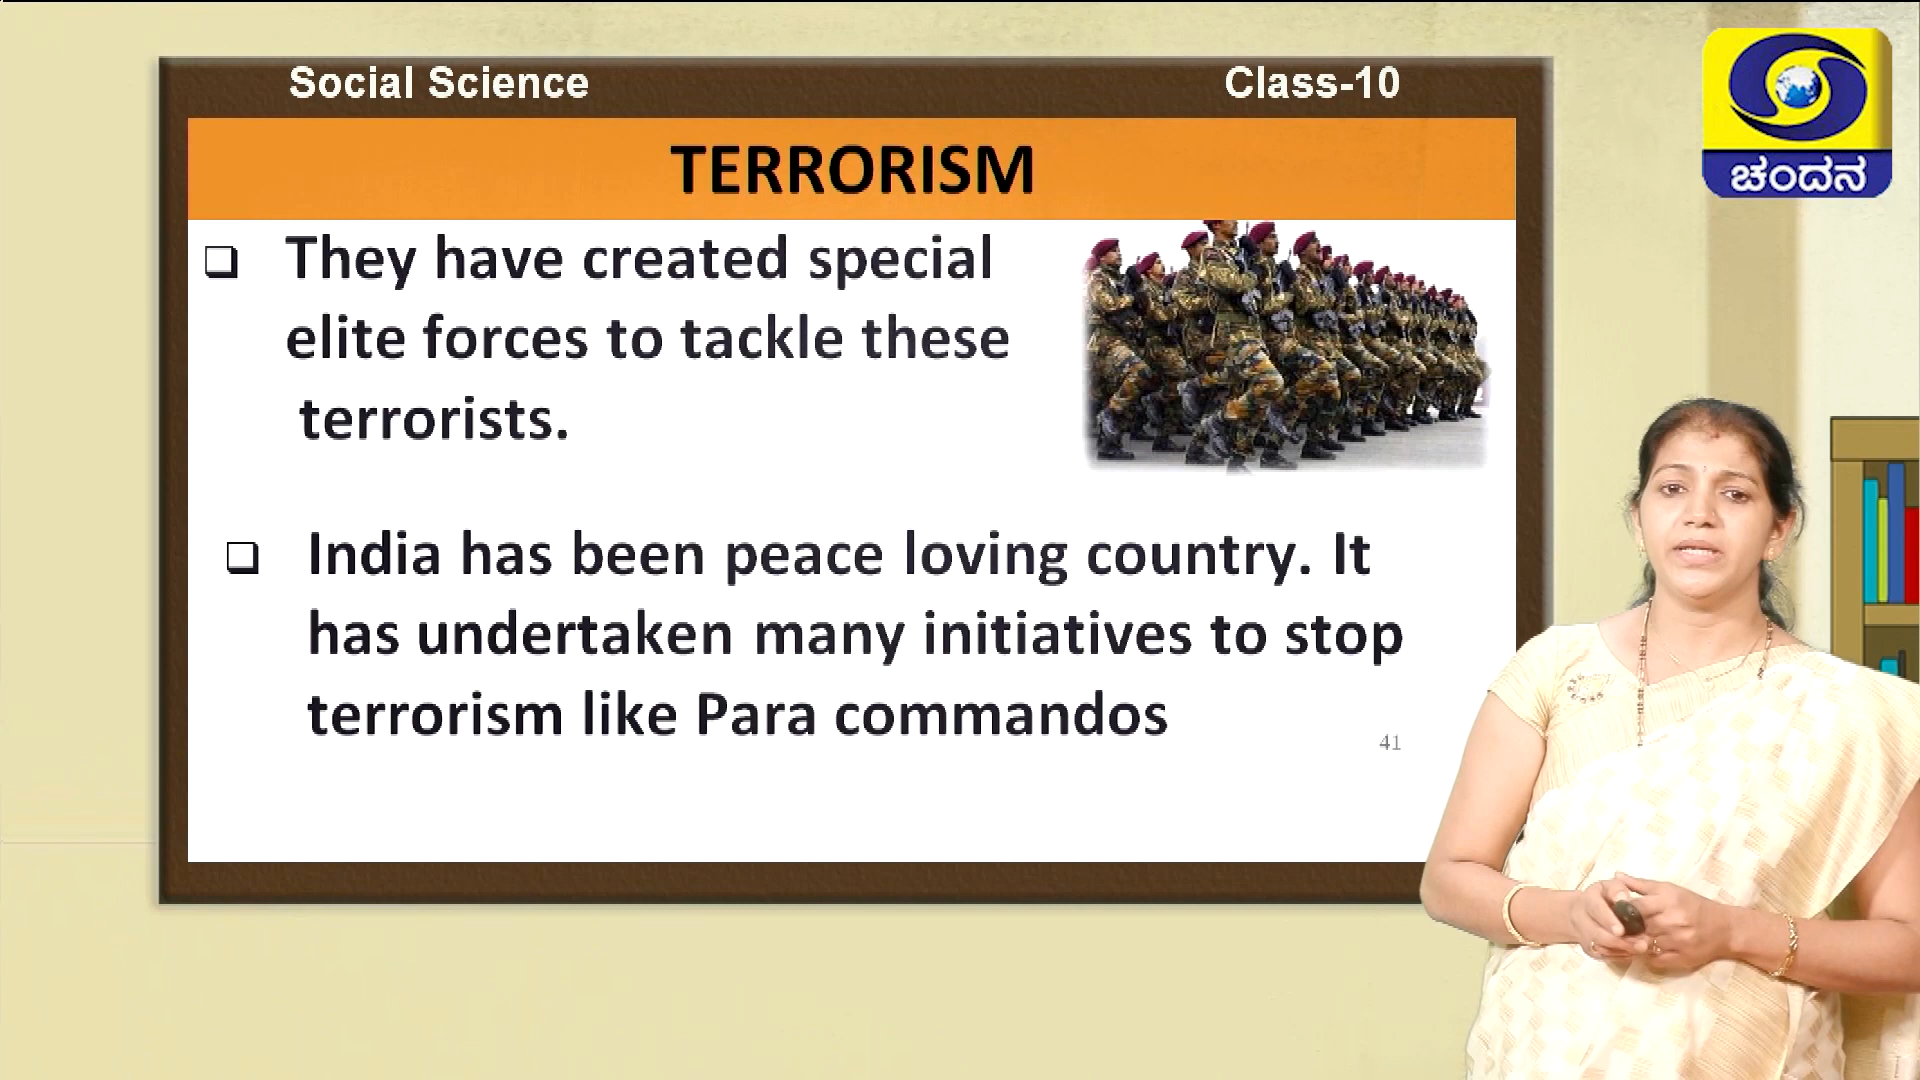 Social Science
Class-10
TERRORISM
They have created special
elite forces to tackle these
terrorists.
India has been peace loving country. It
has undertaken many initiatives to stop
terrorism like Para commandos
41
ಚಂದನ